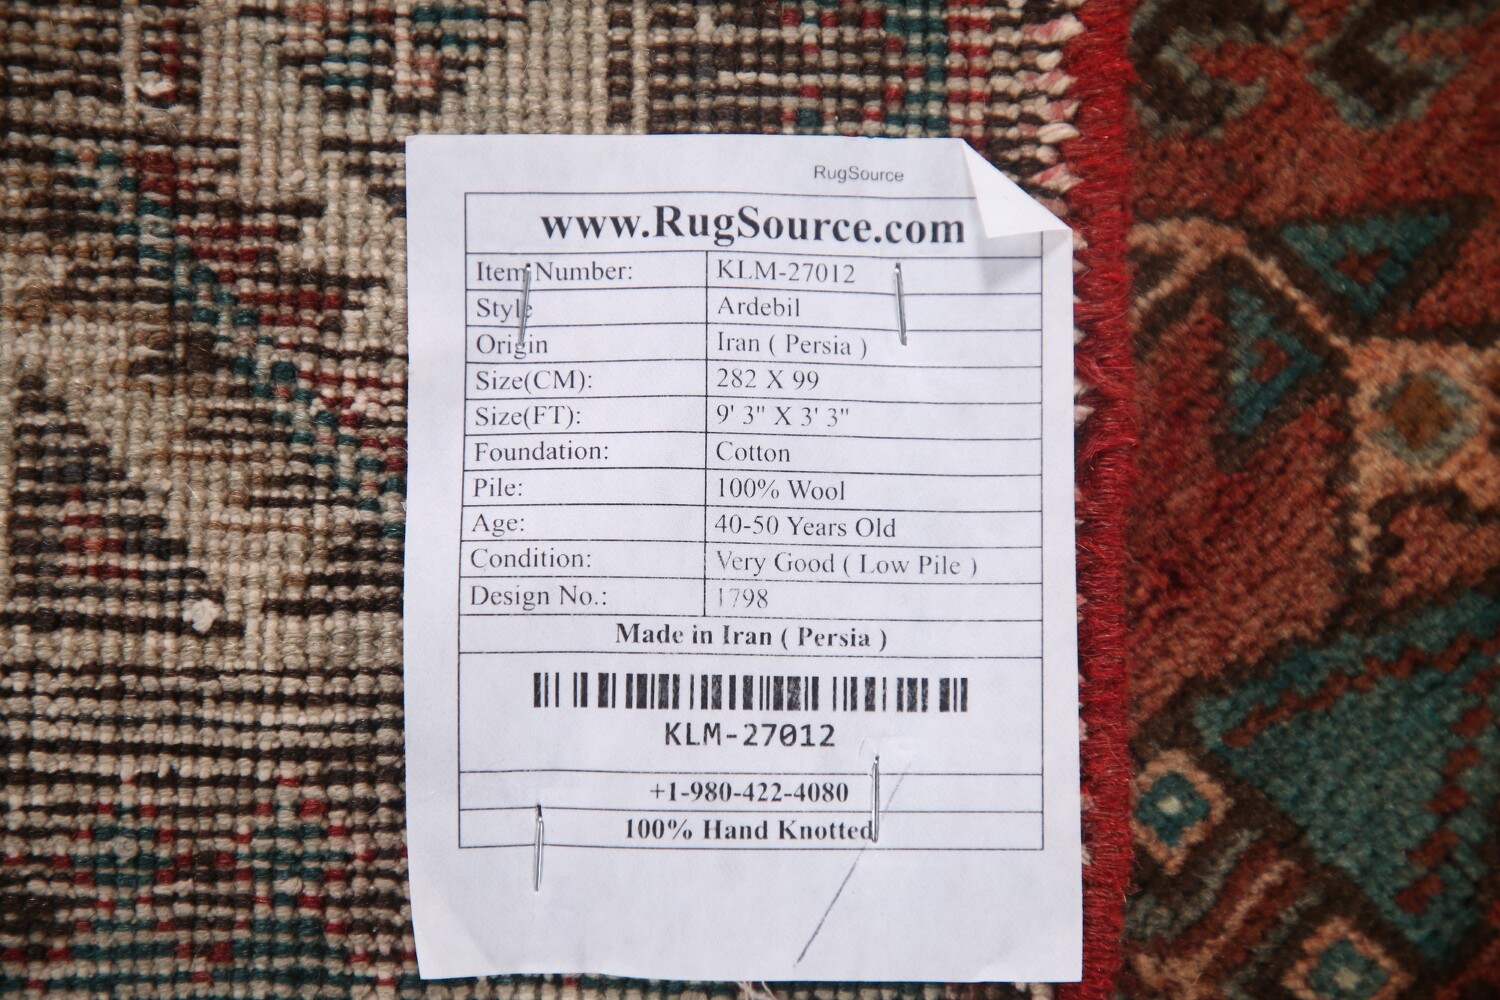 RugSource
www.RugSource.com
Item Number: KLM-27012
Style Ardebil
Origin Iran ( Persia )
Size(CM): 282 X 99
Size(FT): 9' 3" X 3' 3"
Foundation: Cotton
Pile: 100% Wool
Age: 40-50 Years Old
Condition: Very Good ( Low Pile )
Design No.: 1798
Made in Iran ( Persia )
KLM-27012
+1-980-422-4080
100% Hand Knotted